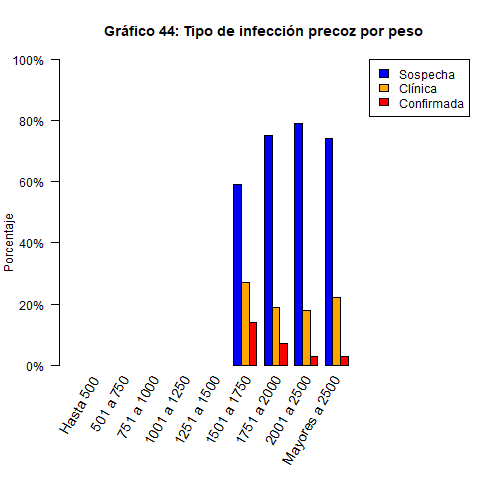 Gráfico 44: Tipo de infección precoz por peso
Sospecha
Clínica
Confirmada
Porcentaje
100%
80%
60%
40%
20%
0%
Hasta 500
501 a 750
751 a 1000
1001 a 1250
1251 a 1500
1501 a 1750
1751 a 2000
2001 a 2500
Mayores a 2500